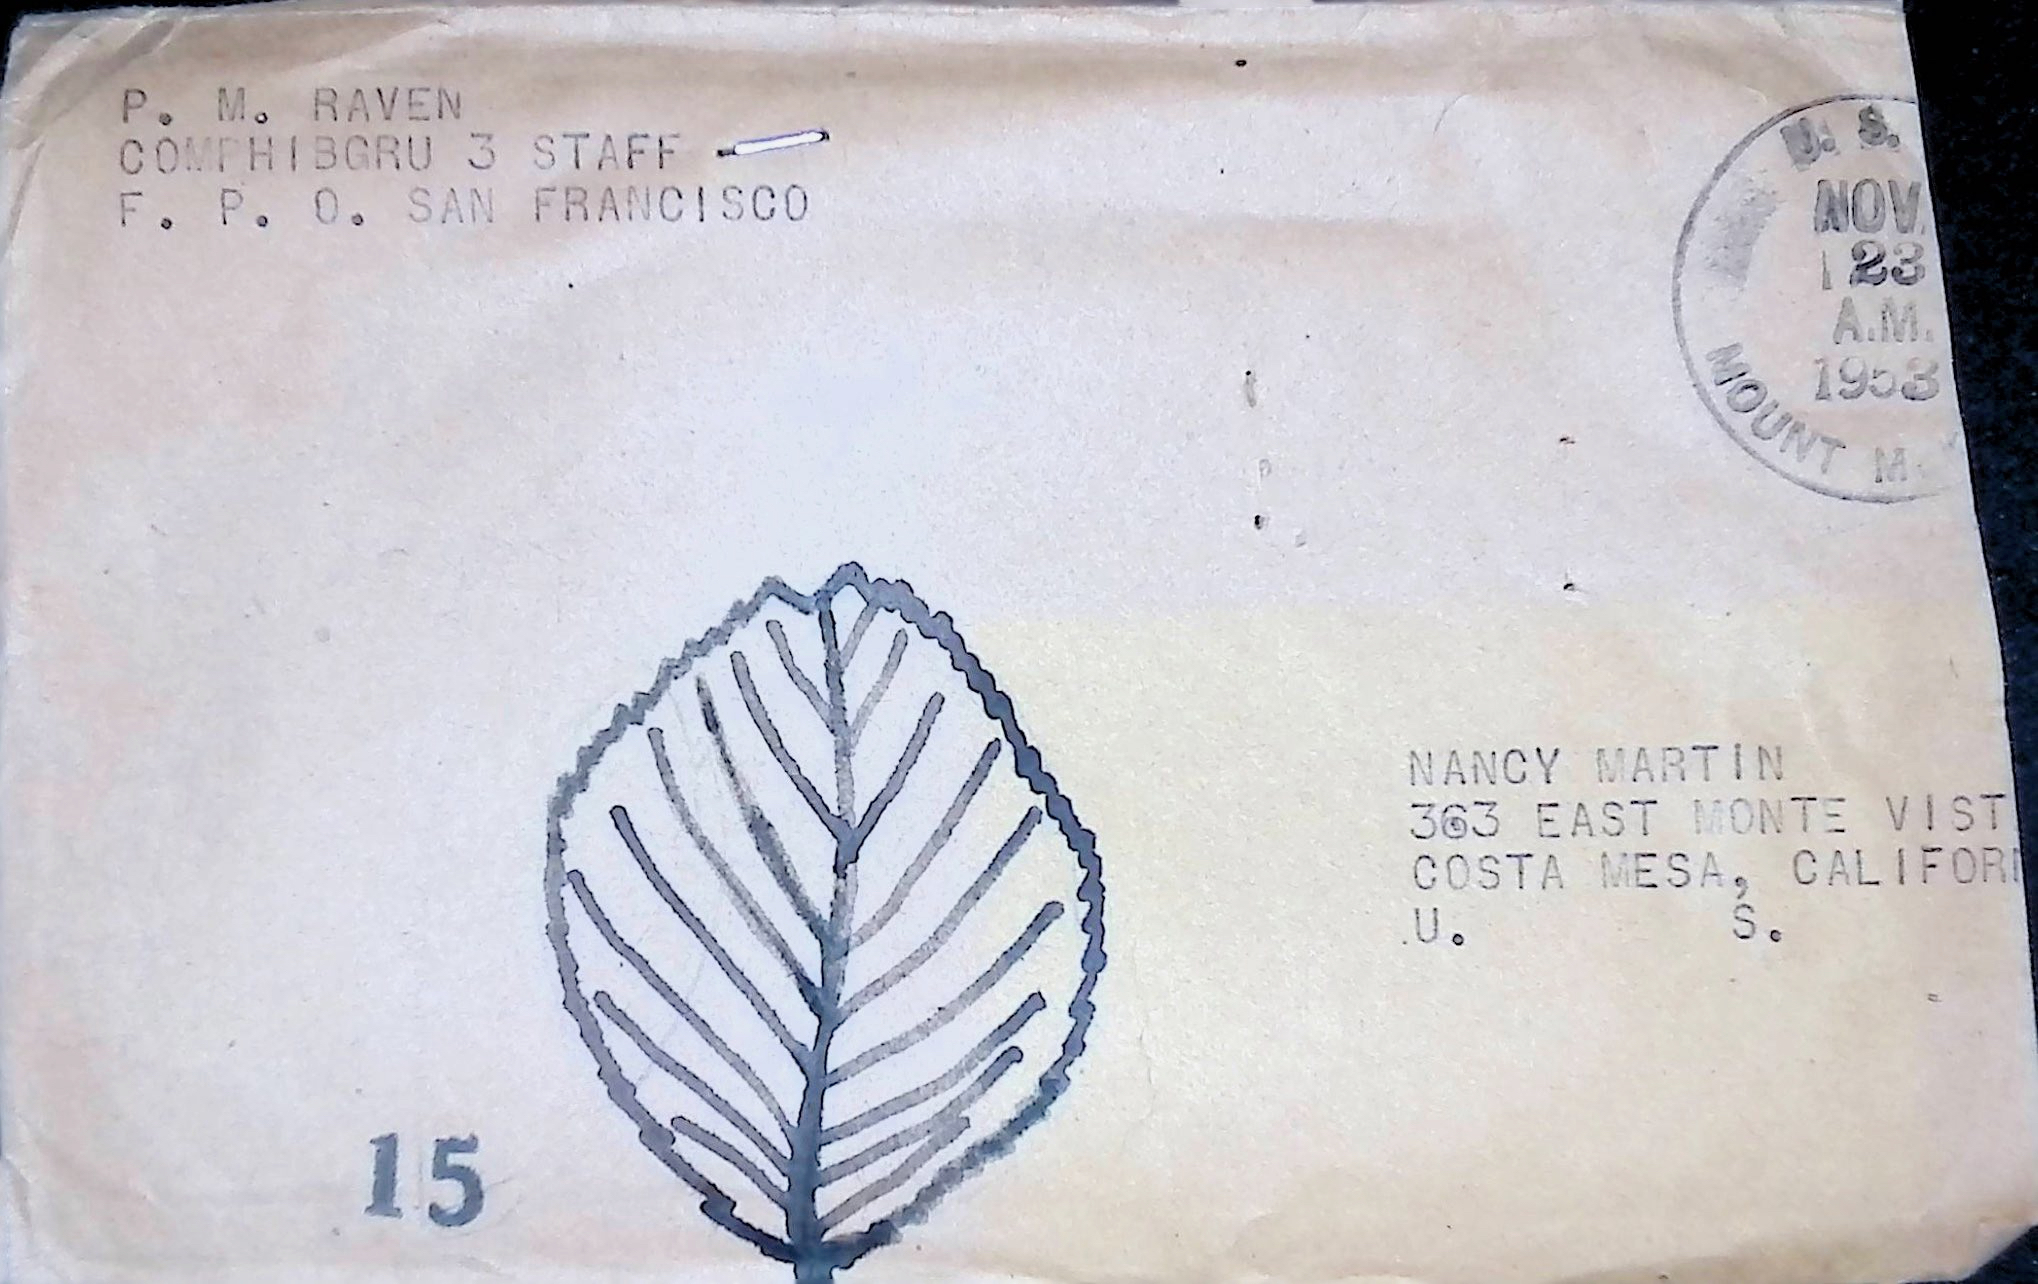 P. M. RAVEN
COMPHIBGRU 3 STAFF
F. P. O. SAN FRANCISCO
U. S.
NOV
23
A.M.
1953
MOUNT M
NANCY MARTIN
363 EAST MONTE VIST
COSTA MESA, CALIFOR
U. S.
15